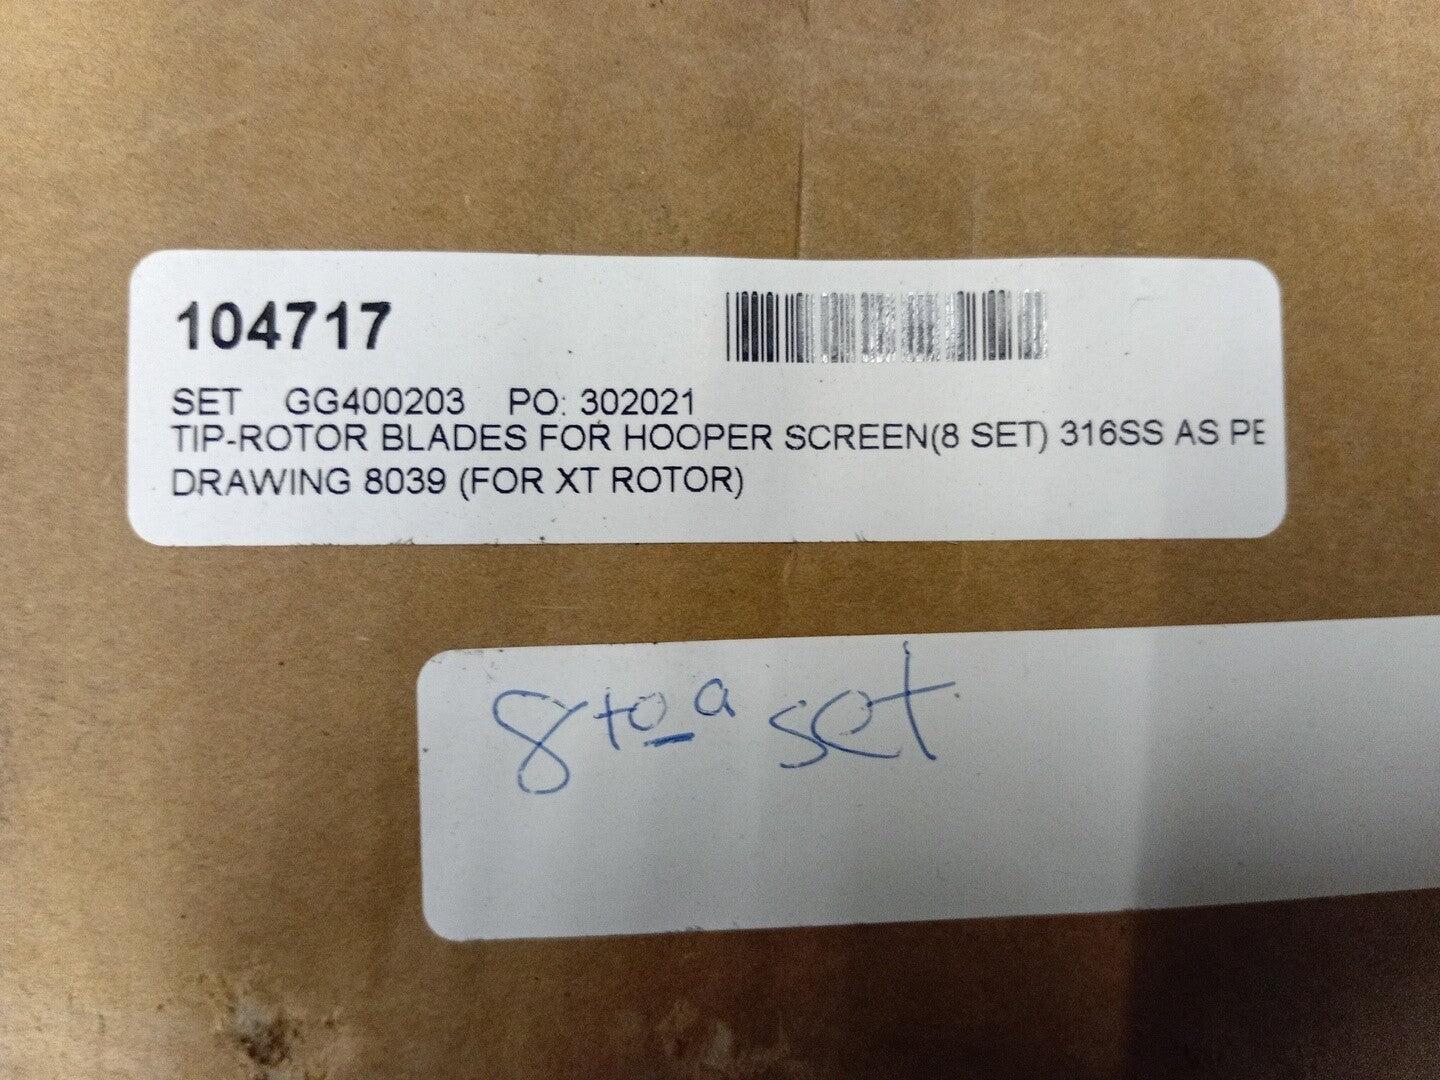 104717
SET GG400203 PO: 302021
TIP-ROTOR BLADES FOR HOOPER SCREEN(8 SET) 316SS AS PE
DRAWING 8039 (FOR XT ROTOR)
8 to a set